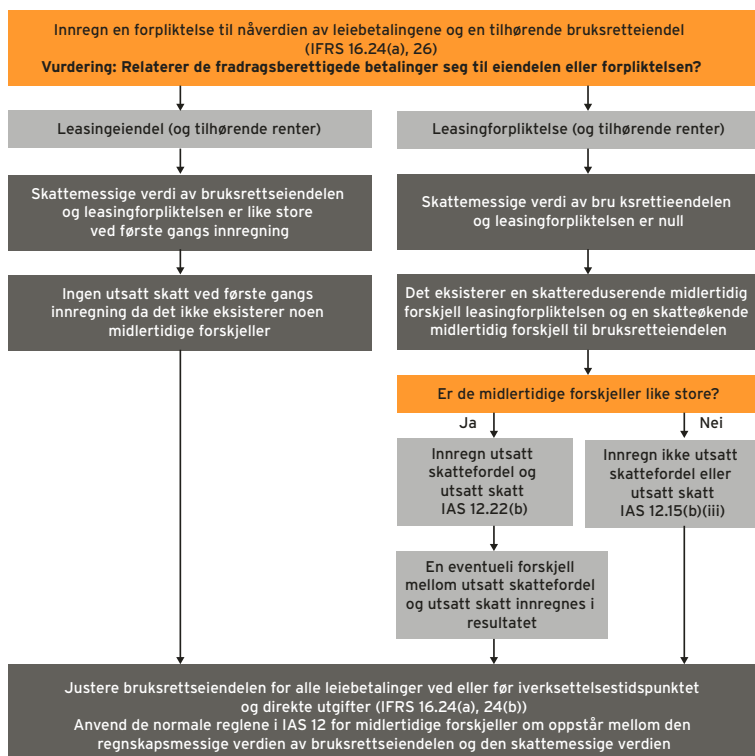 Innregn en forpliktelse til nåverdien av leiebetalingene og en tilhørende bruksretteiendel
(IFRS 16.24(a), 26)
Vurdering: Relaterer de fradragsberettigede betalinger seg til eiendelen eller forpliktelsen?
Leasingeiendel (og tilhørende renter)
Skattemessige verdi av bruksrettseiendelen
og leasingforpliktelsen er like store
ved første gangs innregning
Ingen utsatt skatt ved første gangs
innregning da det ikke eksisterer noen
midlertidige forskjeller
Leasingforpliktelse (og tilhørende renter)
Skattemessige verdi av bru ksrettieendelen
og leasingforpliktelsen er null
Det eksisterer en skattereduserende midlertidig
forskjell leasingforpliktelsen og en skatteøkende
midlertidig forskjell til bruksretteiendelen
Er de midlertidige forskjeller like store?
Ja
Nei
Innregn utsatt
skattefordel og
utsatt skatt
IAS 12.22(b)
Innregn ikke utsatt
skattefordel eller
utsatt skatt
IAS 12.15(b)(iii)
En eventueli forskjell
mellom utsatt skattefordel
og utsatt skatt innregnes i
resultatet
Justere bruksrettseiendelen for alle leiebetalinger ved eller før iverksettelsestidspunktet
og direkte utgifter (IFRS 16.24(a), 24(b))
Anvend de normale reglene i IAS 12 for midlertidige forskjeller om oppstår mellom den
regnskapsmessige verdien av bruksrettseiendelen og den skattemessige verdien